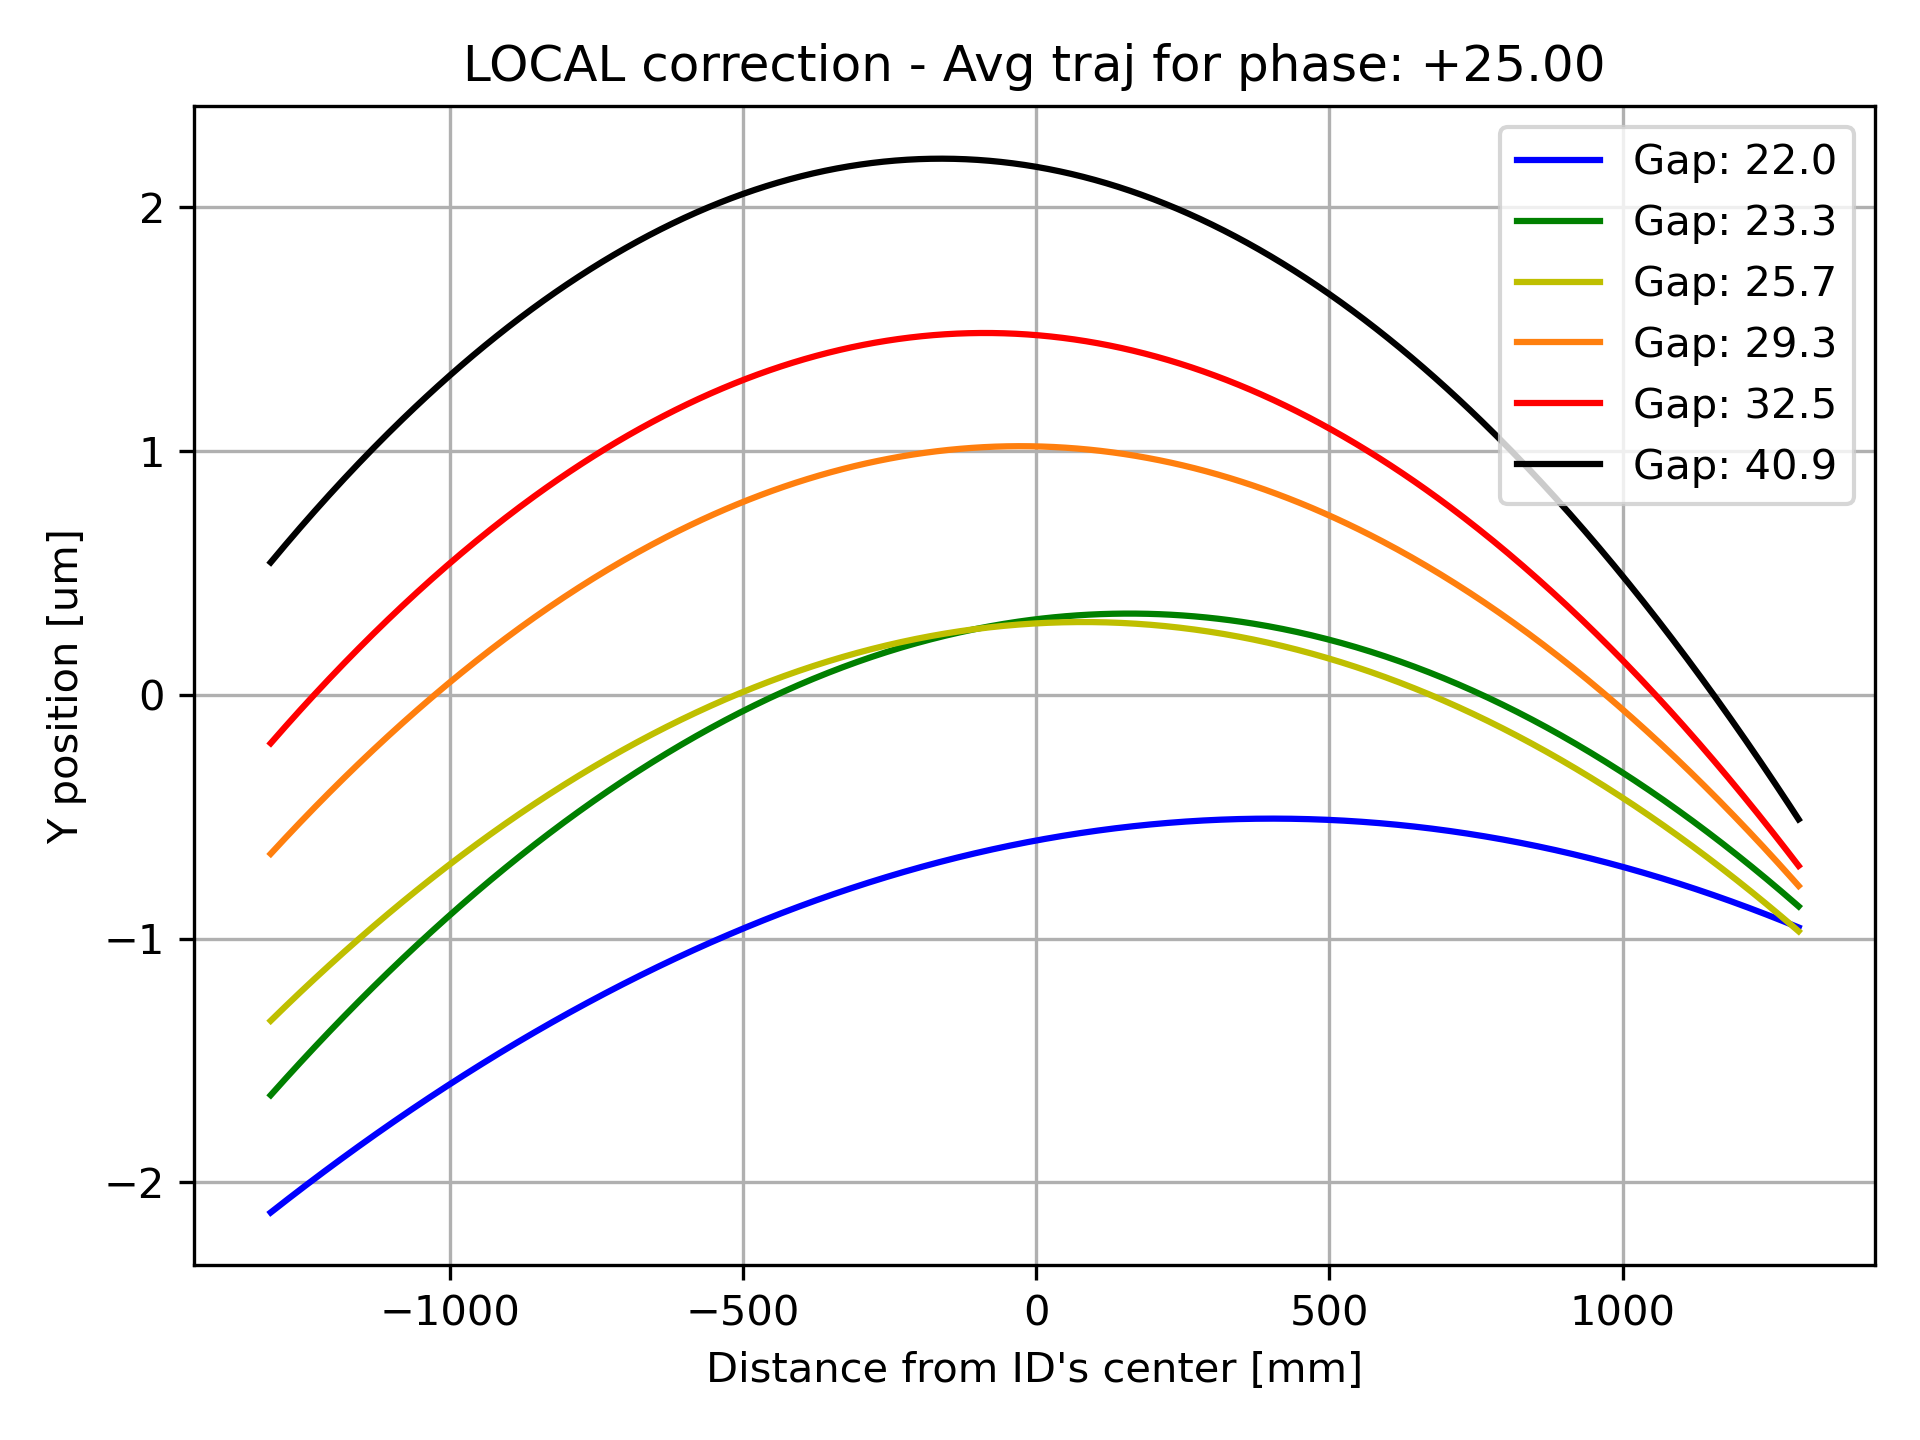 LOCAL correction - Avg traj for phase: +25.00
Gap: 22.0
Gap: 23.3
Gap: 25.7
Gap: 29.3
Gap: 32.5
Gap: 40.9
Y position [um]
2
1
0
−1
−2
−1000 −500 0 500 1000
Distance from ID's center [mm]